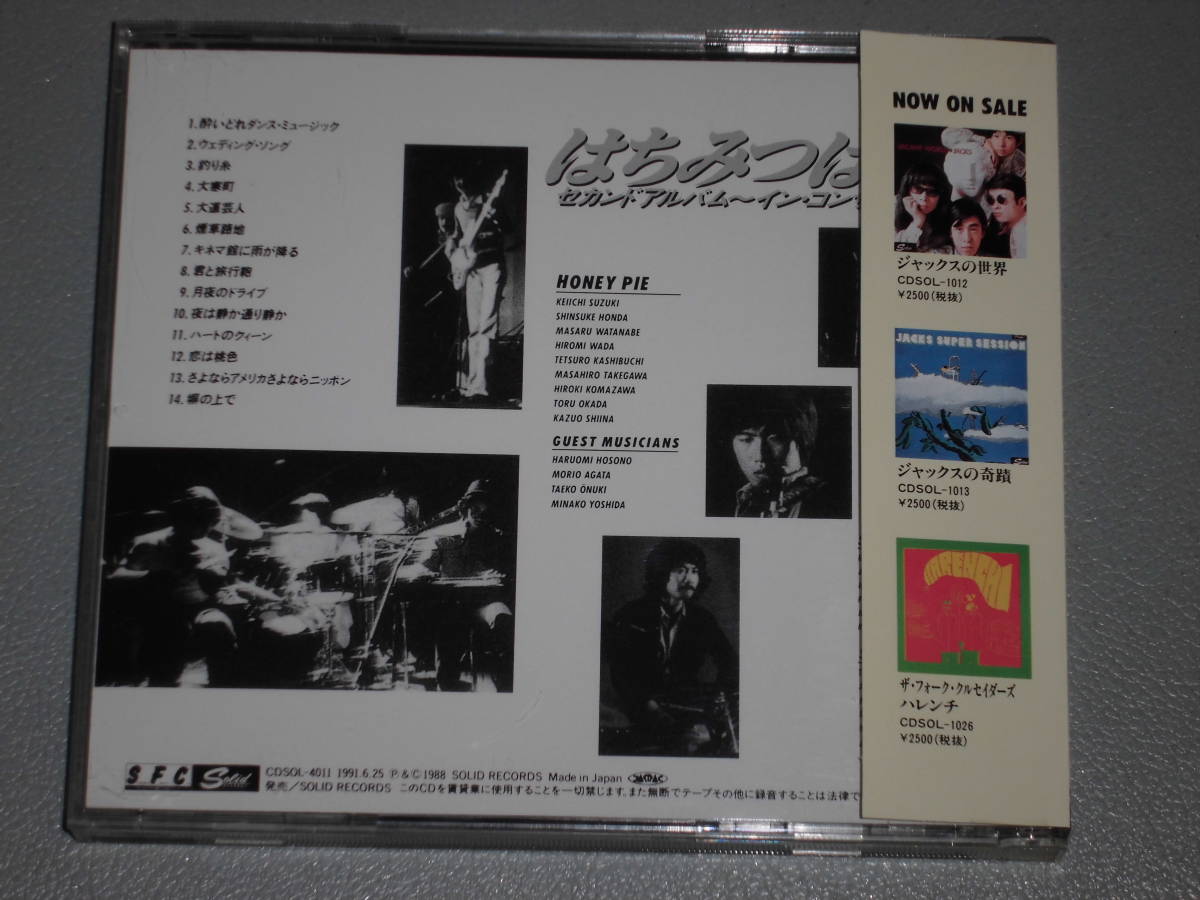 1. 酔いどれダンス・ミュージック
2. ウェディング・ソング
3. 釣り糸
4. 大寒町
5. 大道芸人
6. 煙草路地
7. キネマ館に雨が降る
8. 君と旅行鞄
9. 月夜のドライブ
10. 夜は静か通り静か
11. ハートのクィーン
12. 恋は桃色
13. さよならアメリカさよならニッポン
14. 塀の上で
はちみつ
セカンドアルバム〜イン・コン
HONEY PIE
KEIICHI SUZUKI
SHINSUKE HONDA
MASARU WATANABE
HIROMI WADA
TETSURO KASHIBUCHI
MASAHIRO TAKEGAWA
HIROKI KOMAZAWA
TORU OKADA
KAZUO SHIINA
GUEST MUSICIANS
HARUOMI HOSONO
MORIO AGATA
TAEKO ŌNUKI
MINAKO YOSHIDA
SFC Solid
CDSOL-4011 1991.6.25 Ⓟ & © 1988 SOLID RECORDS Made in Japan JASRAC
発売／SOLID RECORDS このCDを賃貸業に使用することを一切禁じます。また無断でテープその他に録音することは法律で
NOW ON SALE
VACANT WORLD JACKS
ジャックスの世界
CDSOL-1012
¥2500(税抜)
JACKS SUPER SESSION
ジャックスの奇蹟
CDSOL-1013
¥2500(税抜)
HARENCHI
ザ・フォーク・クルセイダーズ
ハレンチ
CDSOL-1026
¥2500(税抜)